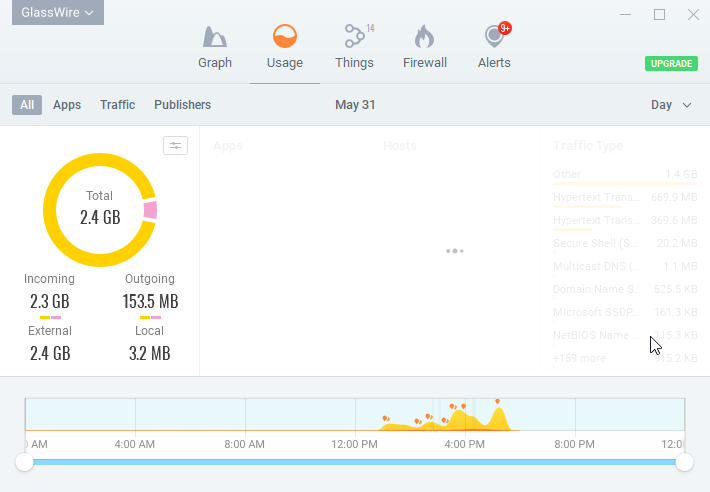 GlassWire
Graph
Usage
Things 14
Firewall
Alerts 9+
UPGRADE
All Apps Traffic Publishers
May 31
Day
Total
2.4 GB
Incoming Outgoing
2.3 GB 153.5 MB
External Local
2.4 GB 3.2 MB
Apps
Hosts
Traffic Type
Other 1.4 GB
Hypertext Trans... 669.9 MB
Hypertext Trans... 369.6 MB
Secure Shell (S... 20.2 MB
Multicast DNS (... 1.1 MB
Domain Name S... 525.5 KB
Microsoft SSDP... 161.3 KB
NetBIOS Name ... 115.3 KB
+159 more
AM 4:00 AM 8:00 AM 12:00 PM 4:00 PM 8:00 PM 12:0